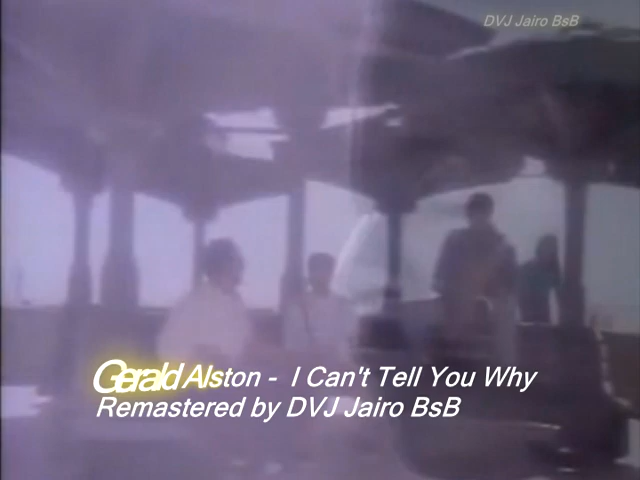 DVJ Jairo BsB
Gerald Alston - I Can't Tell You Why
Remastered by DVJ Jairo BsB